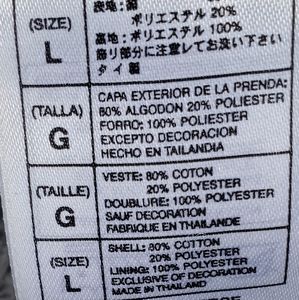 (SIZE)
L
表地:綿
ポリエステル 20%
裏地:ポリエステル 100%
飾り部分に注意してお洗い下さい
タイ製
(TALLA)
G
CAPA EXTERIOR DE LA PRENDA:
80% ALGODON 20% POLIESTER
FORRO: 100% POLIESTER
EXCEPTO DECORACION
HECHO EN TAILANDIA
(TAILLE)
G
VESTE: 80% COTON
20% POLYESTER
DOUBLURE: 100% POLYESTER
SAUF DECORATION
FABRIQUE EN THAILANDE
(SIZE)
L
SHELL: 80% COTTON
20% POLYESTER
LINING: 100% POLYESTER
EXCLUSIVE OF DECORATION
MADE IN THAILAND